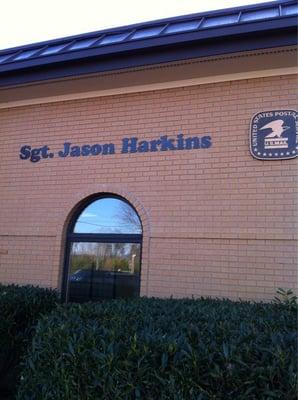 Sgt. Jason Harkins
UNITED STATES POSTAL
U.S.MAIL